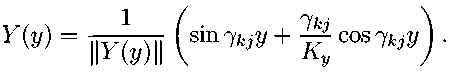 Y(y) = \frac{1}{\|Y(y)\|} \left( \sin \gamma_{kj} y + \frac{\gamma_{kj}}{K_y} \cos \gamma_{kj} y \right).